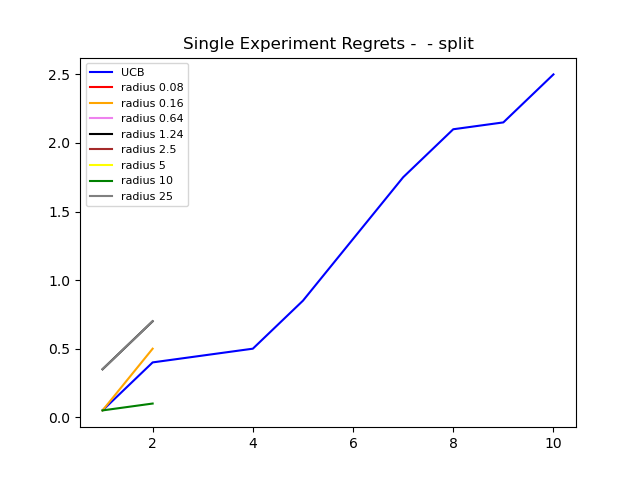 Single Experiment Regrets -  - split
2.5
2.0
1.5
1.0
0.5
0.0
UCB
radius 0.08
radius 0.16
radius 0.64
radius 1.24
radius 2.5
radius 5
radius 10
radius 25
2 4 6 8 10